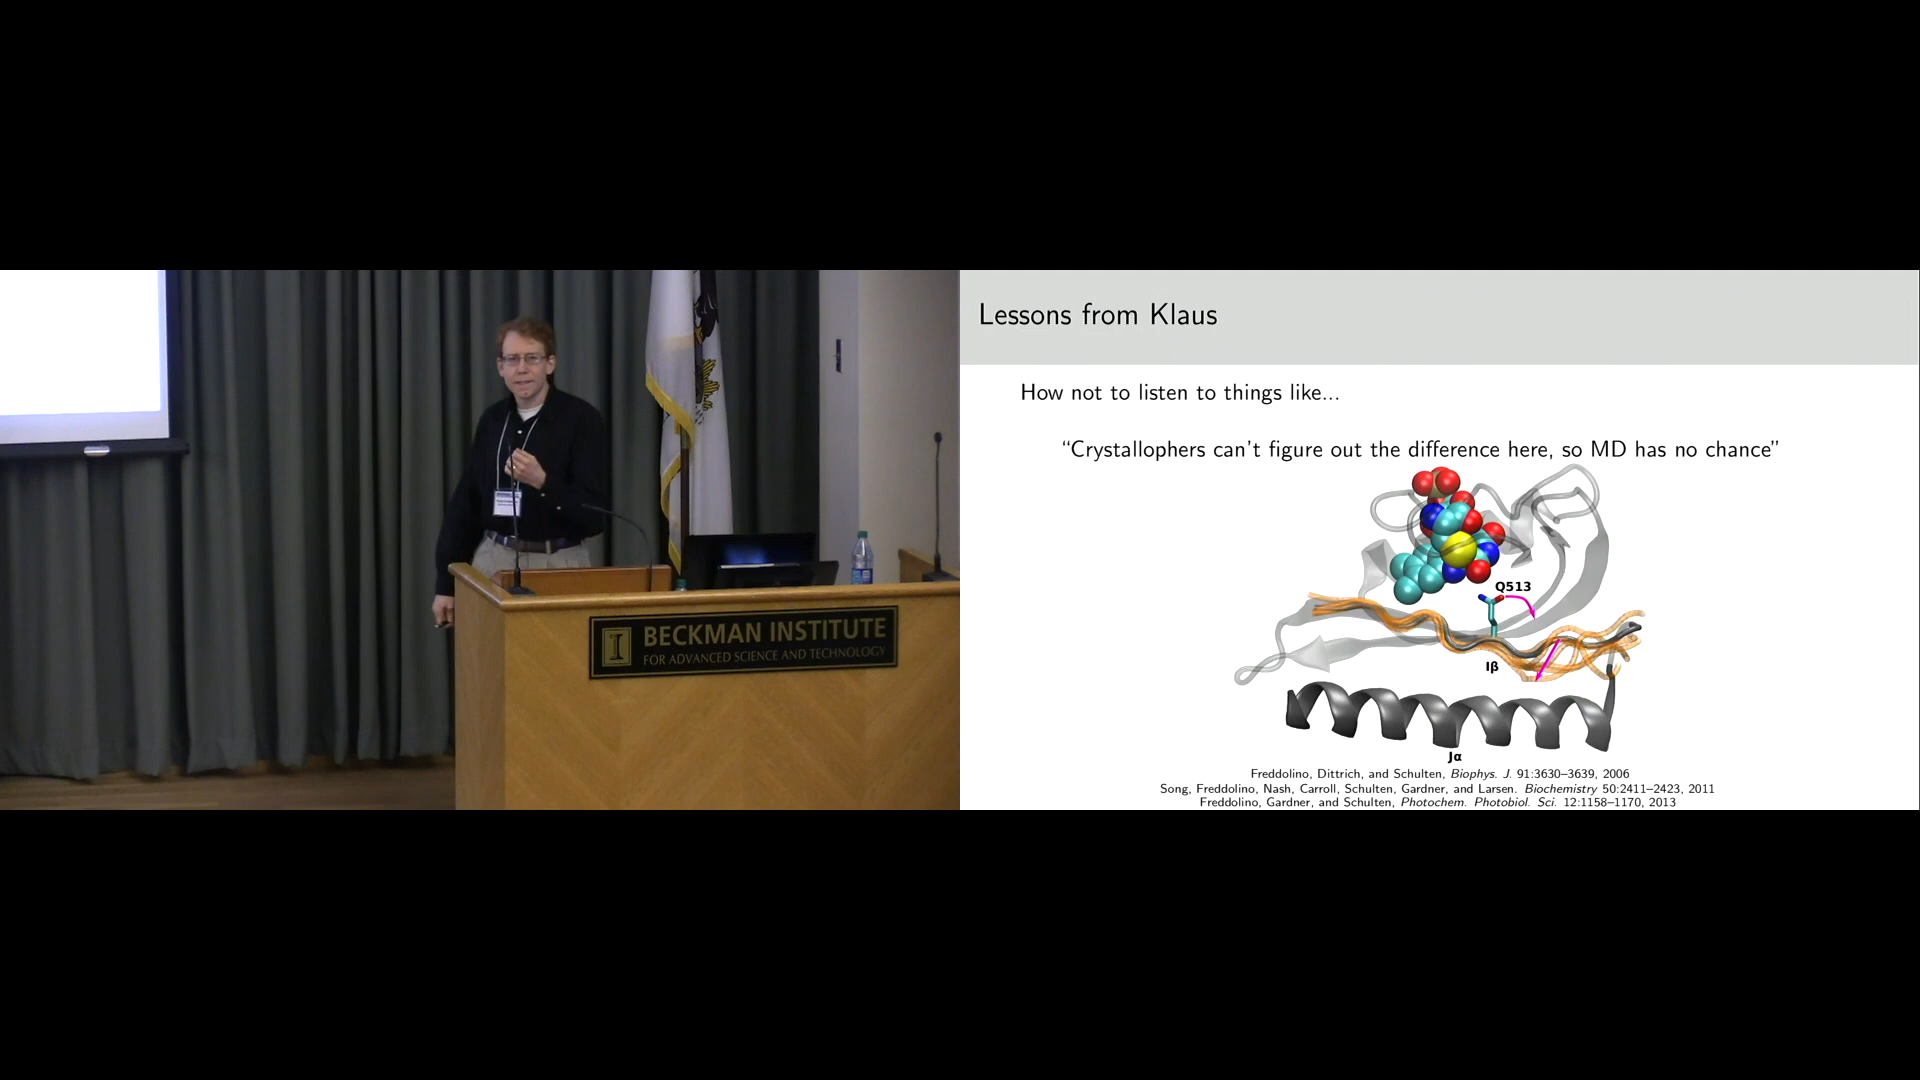 BECKMAN INSTITUTE
FOR ADVANCED SCIENCE AND TECHNOLOGY
Lessons from Klaus
How not to listen to things like...
“Crystallophers can’t figure out the difference here, so MD has no chance”
Q513
Iβ
Jα
Freddolino, Dittrich, and Schulten, Biophys. J. 91:3630–3639, 2006
Song, Freddolino, Nash, Carroll, Schulten, Gardner, and Larsen. Biochemistry 50:2411–2423, 2011
Freddolino, Gardner, and Schulten, Photochem. Photobiol. Sci. 12:1158–1170, 2013